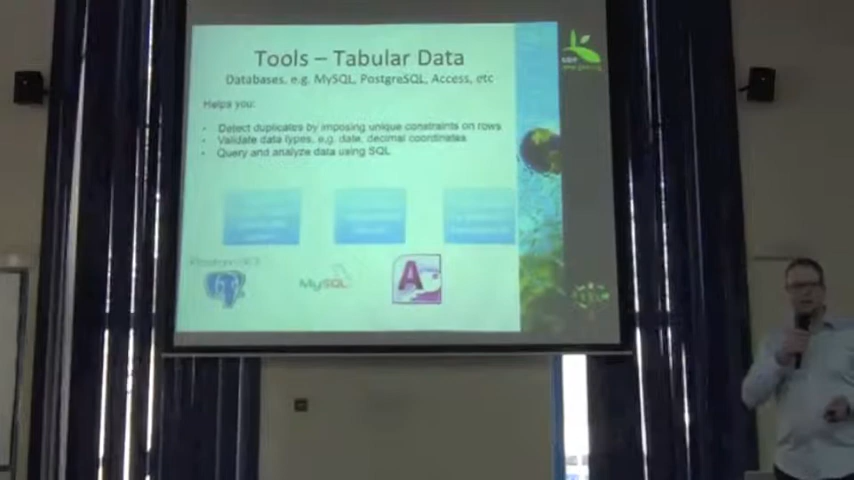 Tools – Tabular Data
Databases, e.g. MySQL, PostgreSQL, Access, etc
Helps you:
• Detect duplicates by imposing unique constraints on rows
• Validate data types, e.g. date, decimal coordinates
• Query and analyze data using SQL
MySQL
A